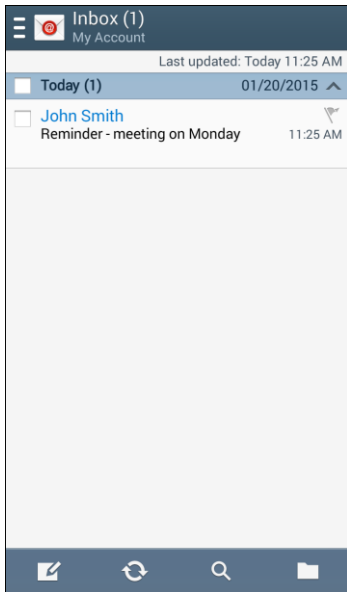 Inbox (1)
My Account
Last updated: Today 11:25 AM
Today (1) 01/20/2015
John Smith
Reminder - meeting on Monday 11:25 AM